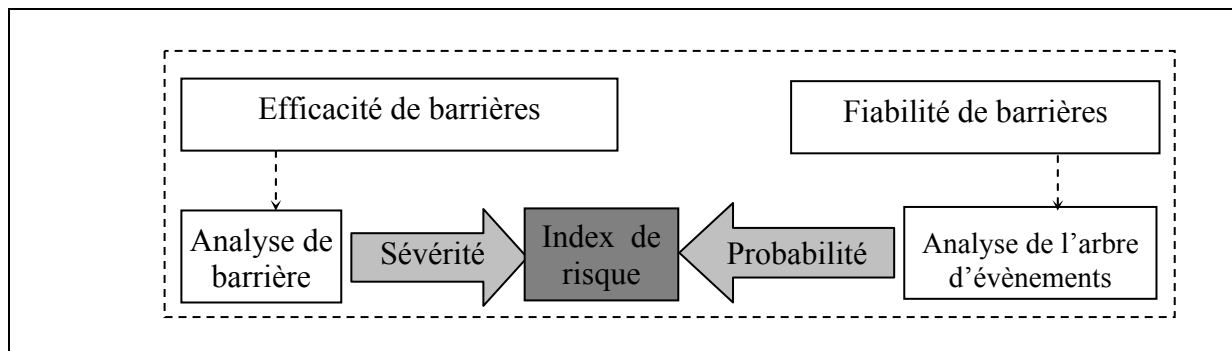 Efficacité de barrières
Fiabilité de barrières
Analyse de
barrière
Sévérité
Index de
risque
Probabilité
Analyse de l’arbre
d’évènements